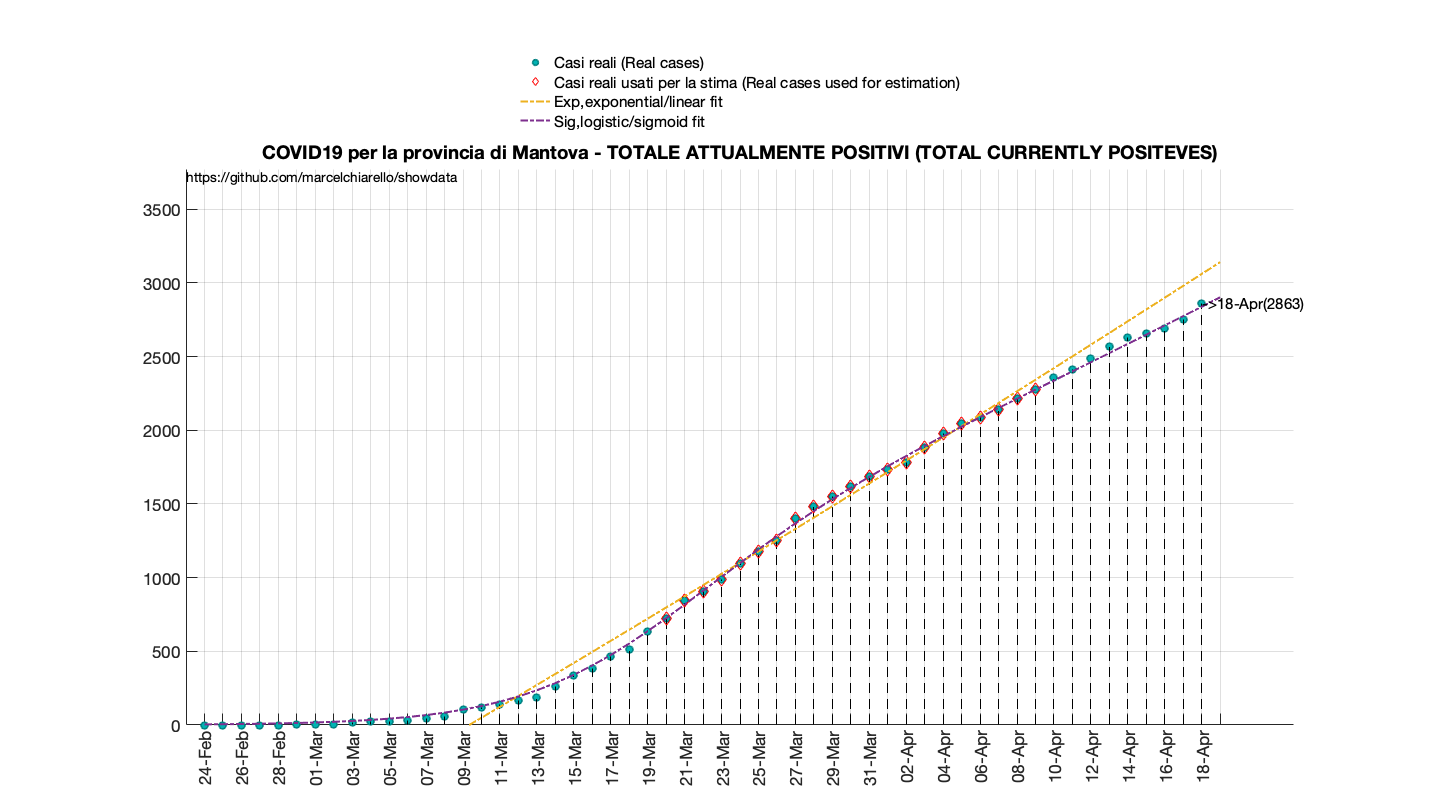 Casi reali (Real cases)
Casi reali usati per la stima (Real cases used for estimation)
Exp,exponential/linear fit
Sig,logistic/sigmoid fit
COVID19 per la provincia di Mantova - TOTALE ATTUALMENTE POSITIVI (TOTAL CURRENTLY POSITEVES)
https://github.com/marcelchiarello/showdata
3500
3000
2500
2000
1500
1000
500
0
->18-Apr(2863)
24-Feb
26-Feb
28-Feb
01-Mar
03-Mar
05-Mar
07-Mar
09-Mar
11-Mar
13-Mar
15-Mar
17-Mar
19-Mar
21-Mar
23-Mar
25-Mar
27-Mar
29-Mar
31-Mar
02-Apr
04-Apr
06-Apr
08-Apr
10-Apr
12-Apr
14-Apr
16-Apr
18-Apr